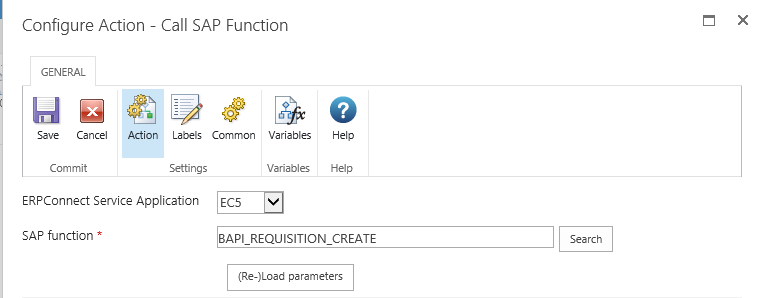 Configure Action - Call SAP Function
GENERAL
Save Cancel Action Labels Common Variables Help
Commit Settings Variables Help
ERPConnect Service Application EC5
SAP function * BAPI_REQUISITION_CREATE Search
(Re-)Load parameters